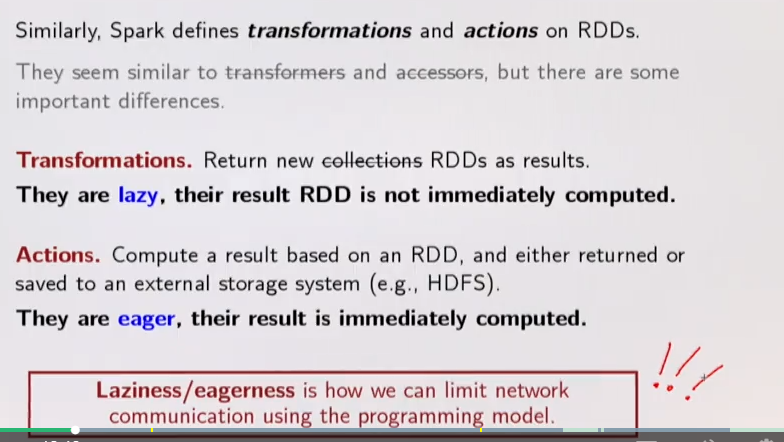 Similarly, Spark defines transformations and actions on RDDs.
They seem similar to transformers and accessors, but there are some
important differences.
Transformations. Return new collections RDDs as results.
They are lazy, their result RDD is not immediately computed.
Actions. Compute a result based on an RDD, and either returned or
saved to an external storage system (e.g., HDFS).
They are eager, their result is immediately computed.
!!!
Laziness/eagerness is how we can limit network
communication using the programming model.